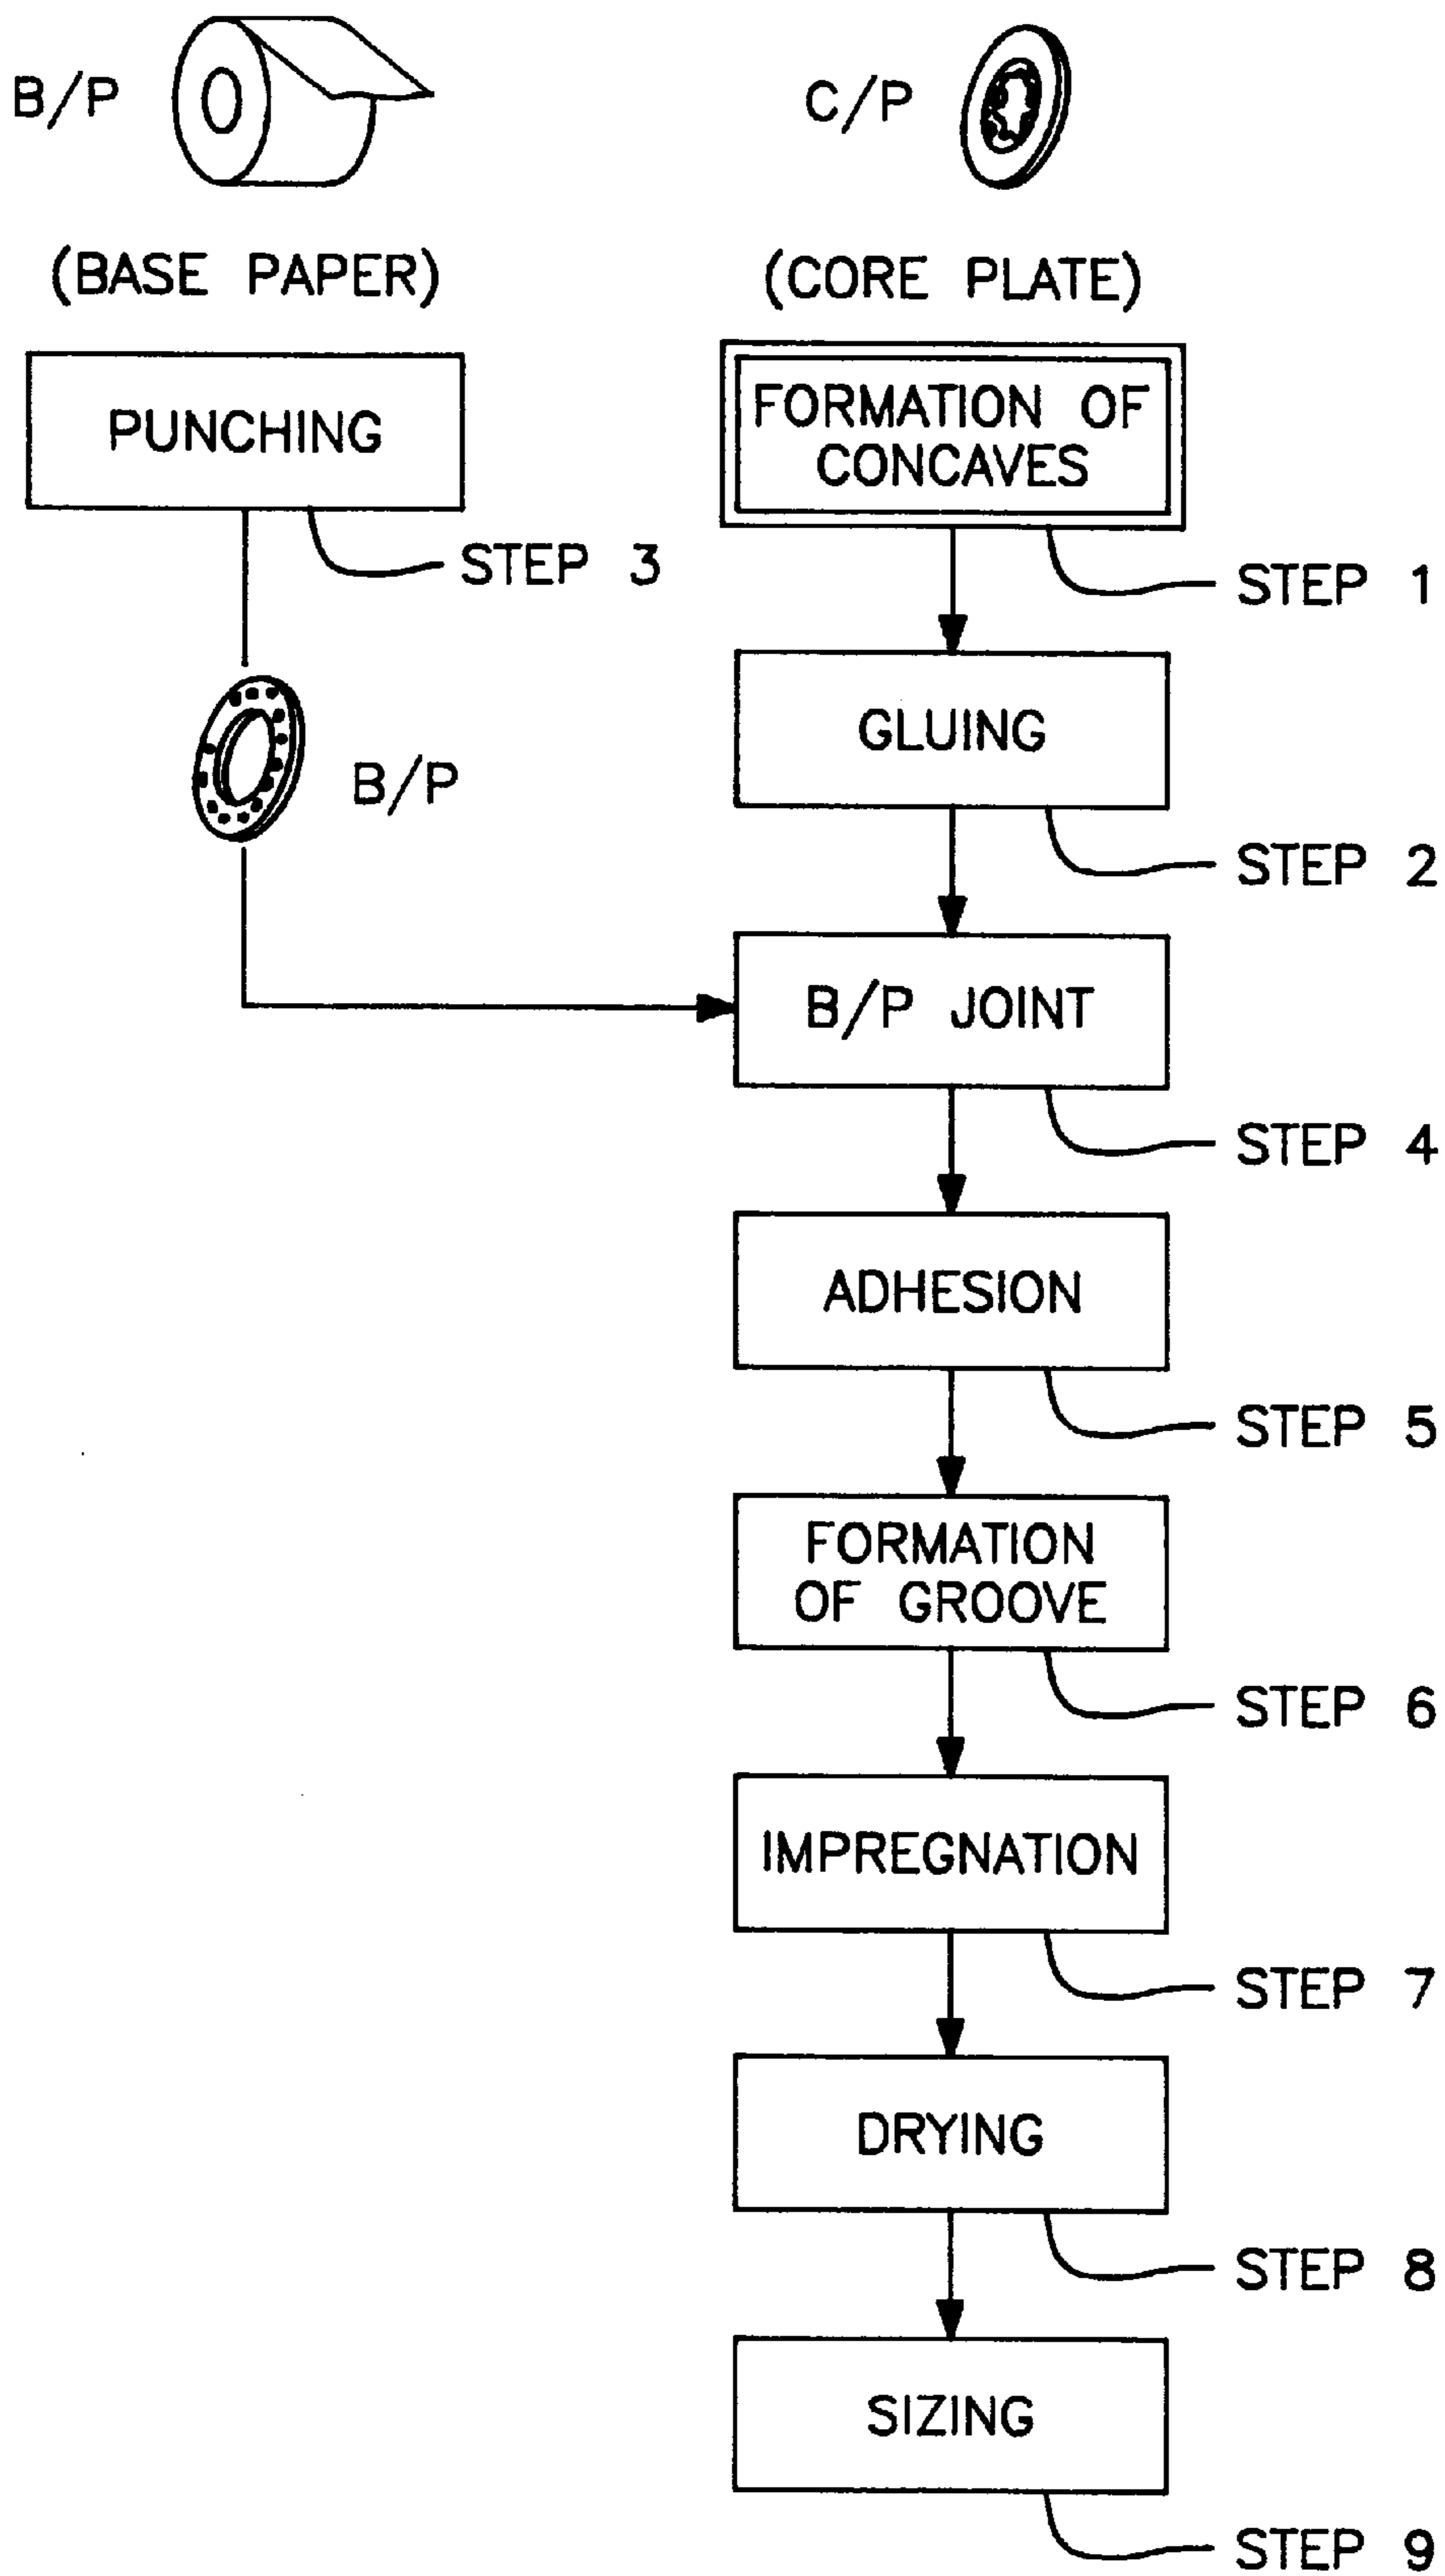 B/P
C/P
(BASE PAPER)
(CORE PLATE)
PUNCHING
FORMATION OF
CONCAVES
STEP 3
STEP 1
GLUING
B/P
STEP 2
B/P JOINT
STEP 4
ADHESION
STEP 5
FORMATION
OF GROOVE
STEP 6
IMPREGNATION
STEP 7
DRYING
STEP 8
SIZING
STEP 9